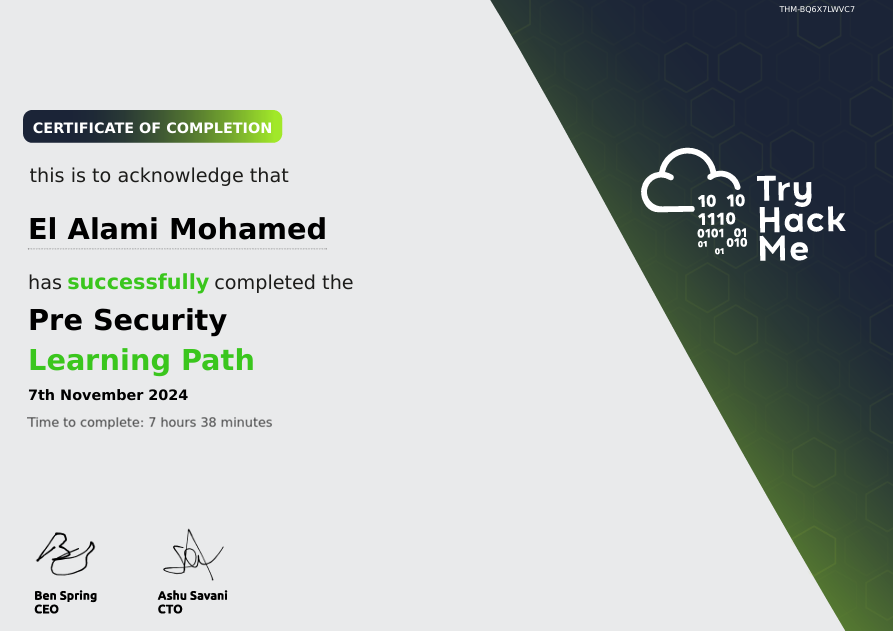 THM-BQ6X7LWVC7
CERTIFICATE OF COMPLETION
this is to acknowledge that
El Alami Mohamed
has successfully completed the
Pre Security
Learning Path
7th November 2024
Time to complete: 7 hours 38 minutes
10 10
1110
0101 01
01 010
01
Try
Hack
Me
Ben Spring
CEO
Ashu Savani
CTO